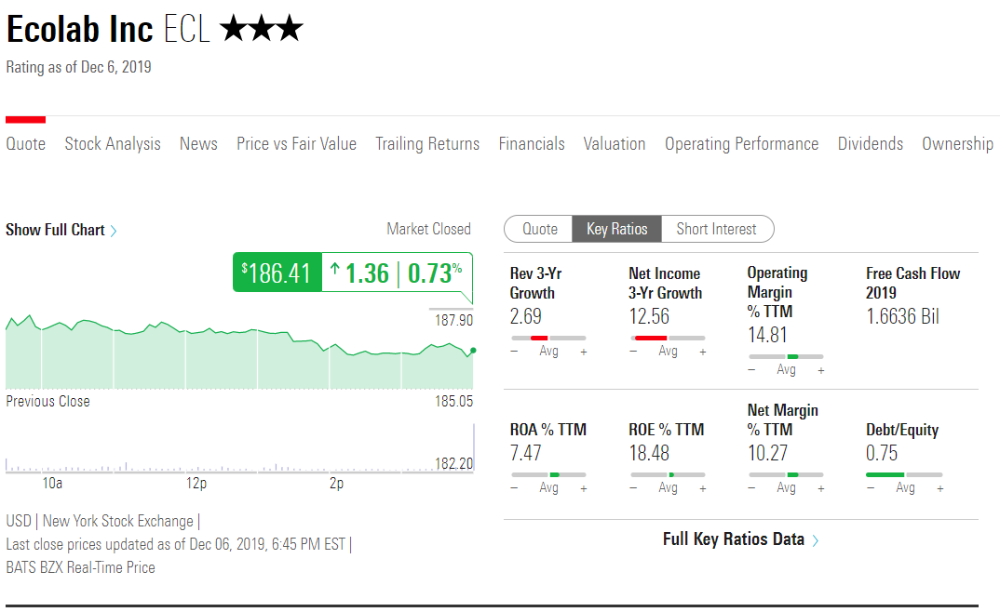 Ecolab Inc ECL ★★★
Rating as of Dec 6, 2019
Quote Stock Analysis News Price vs Fair Value Trailing Returns Financials Valuation Operating Performance Dividends Ownership
Show Full Chart
Market Closed
$186.41 ↑ 1.36 | 0.73%
187.90
Previous Close 185.05
182.20
10a 12p 2p
USD | New York Stock Exchange |
Last close prices updated as of Dec 06, 2019, 6:45 PM EST |
BATS BZX Real-Time Price
Quote Key Ratios Short Interest
Rev 3-Yr
Growth
2.69
− Avg +
Net Income
3-Yr Growth
12.56
− Avg +
Operating
Margin
% TTM
14.81
− Avg +
Free Cash Flow
2019
1.6636 Bil
ROA % TTM
7.47
− Avg +
ROE % TTM
18.48
− Avg +
Net Margin
% TTM
10.27
− Avg +
Debt/Equity
0.75
− Avg +
Full Key Ratios Data